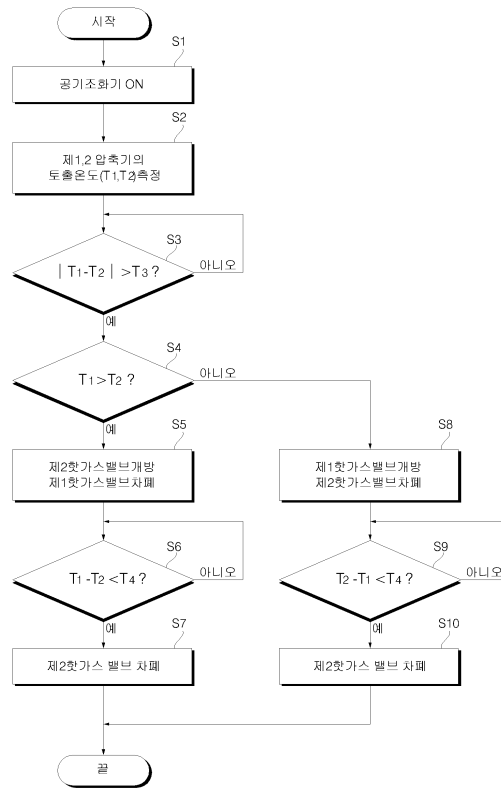 시작
S1
공기조화기 ON
S2
제1,2 압축기의
토출온도(T1,T2)측정
S3
| T1-T2 | >T3 ?
아니오
예
S4
T1>T2 ?
아니오
예
S5
제2핫가스밸브개방
제1핫가스밸브차폐
S8
제1핫가스밸브개방
제2핫가스밸브차폐
S6
T1-T2 <T4 ?
아니오
예
S9
T2-T1 <T4 ?
아니오
예
S7
제2핫가스 밸브 차폐
S10
제2핫가스 밸브 차폐
끝